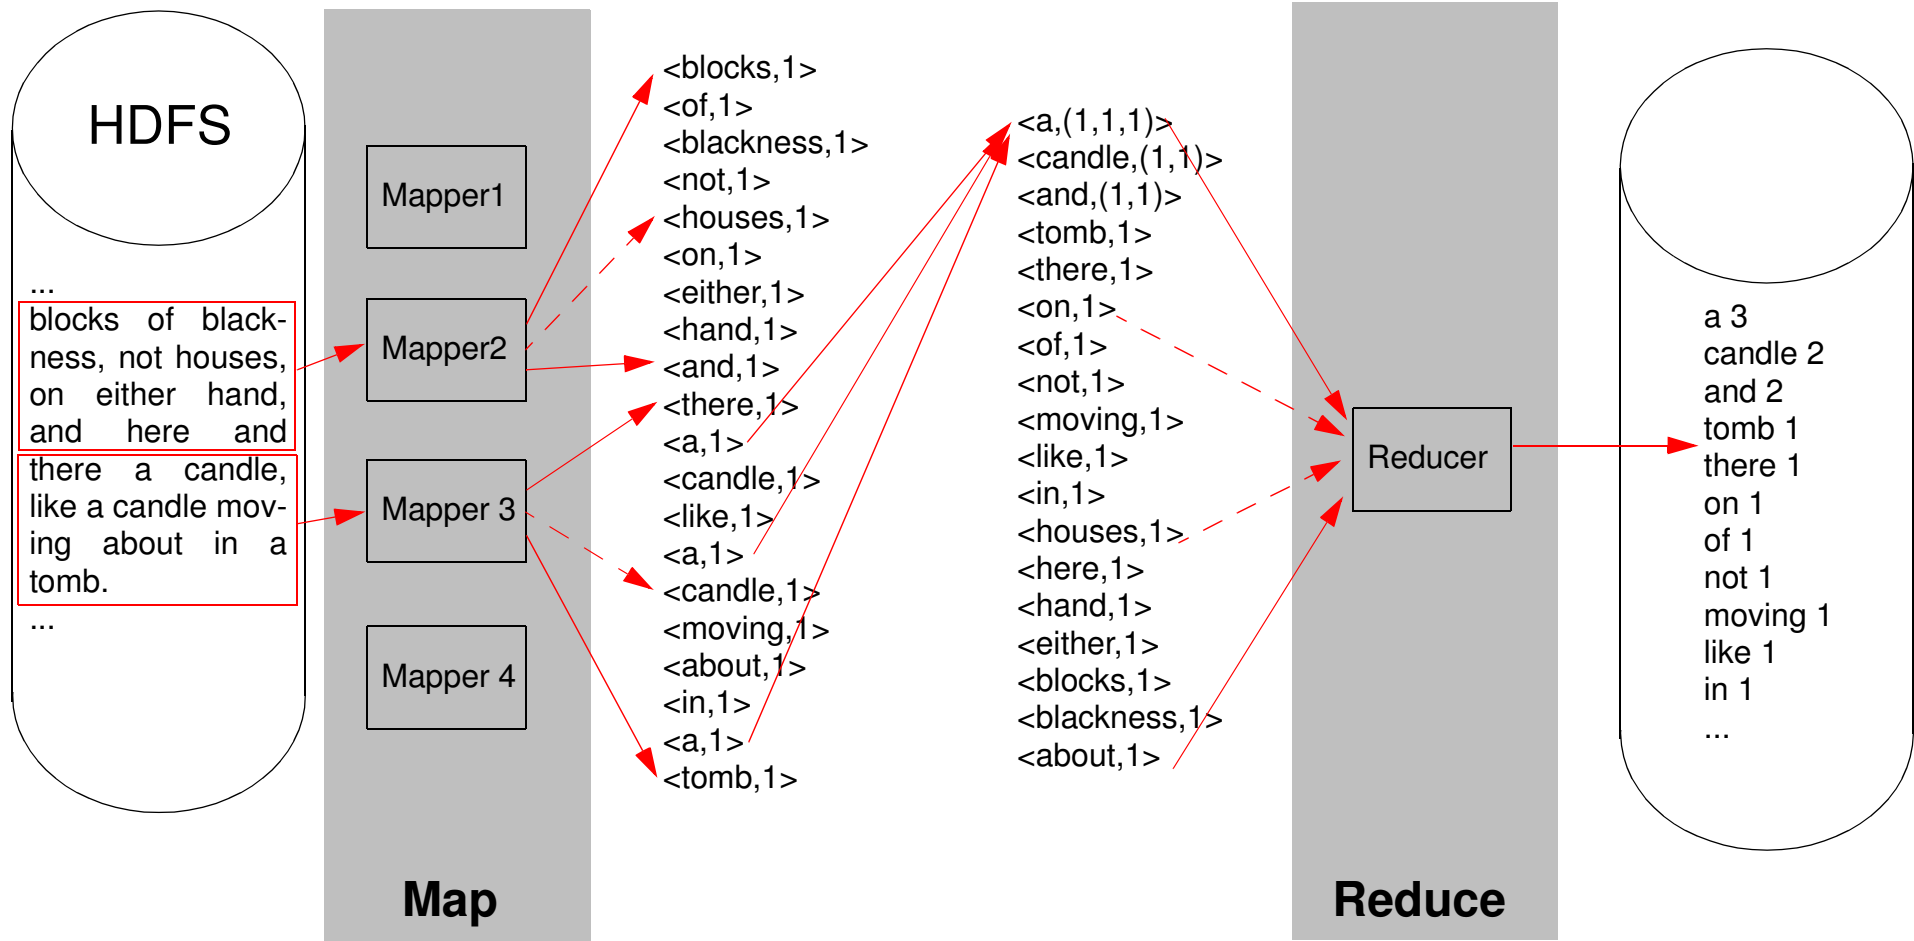 HDFS
...
blocks of black-
ness, not houses,
on either hand,
and here and
there a candle,
like a candle mov-
ing about in a
tomb.
...
Mapper1
Mapper2
Mapper 3
Mapper 4
Map
<blocks,1>
<of,1>
<blackness,1>
<not,1>
<houses,1>
<on,1>
<either,1>
<hand,1>
<and,1>
<there,1>
<a,1>
<candle,1>
<like,1>
<a,1>
<candle,1>
<moving,1>
<about,1>
<in,1>
<a,1>
<tomb,1>
<a,(1,1,1)>
<candle,(1,1)>
<and,(1,1)>
<tomb,1>
<there,1>
<on,1>
<of,1>
<not,1>
<moving,1>
<like,1>
<in,1>
<houses,1>
<here,1>
<hand,1>
<either,1>
<blocks,1>
<blackness,1>
<about,1>
Reducer
Reduce
a 3
candle 2
and 2
tomb 1
there 1
on 1
of 1
not 1
moving 1
like 1
in 1
...